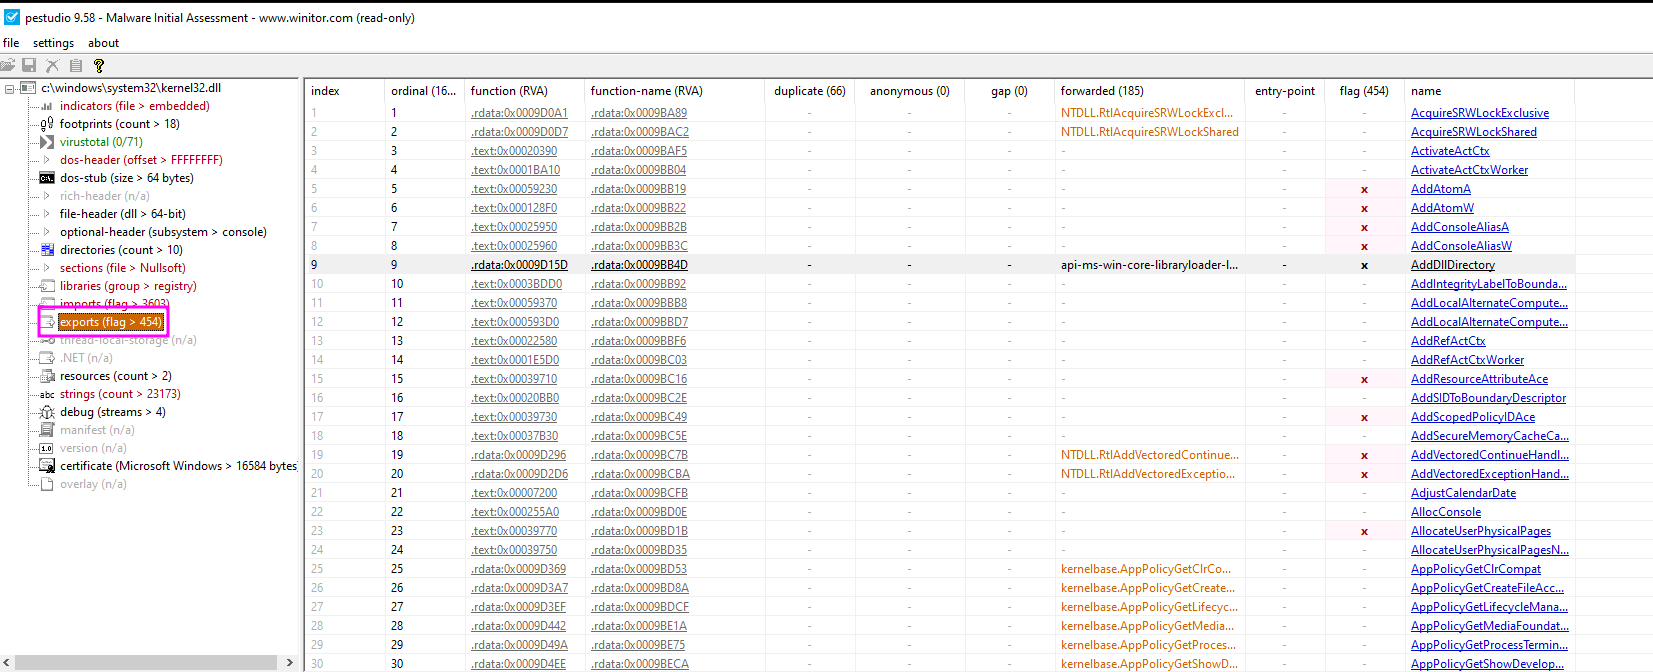 pestudio 9.58 - Malware Initial Assessment - www.winitor.com (read-only)
file settings about
c:\windows\system32\kernel32.dll
indicators (file > embedded)
footprints (count > 18)
virustotal (0/71)
dos-header (offset > FFFFFFFF)
dos-stub (size > 64 bytes)
rich-header (n/a)
file-header (dll > 64-bit)
optional-header (subsystem > console)
directories (count > 10)
sections (file > Nullsoft)
libraries (group > registry)
imports (flag > 3603)
exports (flag > 454)
thread-local-storage (n/a)
.NET (n/a)
resources (count > 2)
abc strings (count > 23173)
debug (streams > 4)
manifest (n/a)
1.0 version (n/a)
certificate (Microsoft Windows > 16584 bytes
overlay (n/a)
index ordinal (16... function (RVA) function-name (RVA) duplicate (66) anonymous (0) gap (0) forwarded (185) entry-point flag (454) name
1 1 .rdata:0x0009D0A1 .rdata:0x0009BA89 - - - NTDLL.RtlAcquireSRWLockExcl... - - AcquireSRWLockExclusive
2 2 .rdata:0x0009D0D7 .rdata:0x0009BAC2 - - - NTDLL.RtlAcquireSRWLockShared - - AcquireSRWLockShared
3 3 .text:0x00020390 .rdata:0x0009BAF5 - - - - - - ActivateActCtx
4 4 .text:0x0001BA10 .rdata:0x0009BB04 - - - - - - ActivateActCtxWorker
5 5 .text:0x00059230 .rdata:0x0009BB19 - - - - - x AddAtomA
6 6 .text:0x000128F0 .rdata:0x0009BB22 - - - - - x AddAtomW
7 7 .text:0x00025950 .rdata:0x0009BB2B - - - - - x AddConsoleAliasA
8 8 .text:0x00025960 .rdata:0x0009BB3C - - - - - x AddConsoleAliasW
9 9 .rdata:0x0009D15D .rdata:0x0009BB4D - - - api-ms-win-core-libraryloader-l... - x AddDllDirectory
10 10 .text:0x0003BDD0 .rdata:0x0009BB92 - - - - - - AddIntegrityLabelToBounda...
11 11 .text:0x00059370 .rdata:0x0009BBB8 - - - - - - AddLocalAlternateCompute...
12 12 .text:0x000593D0 .rdata:0x0009BBD7 - - - - - - AddLocalAlternateCompute...
13 13 .text:0x00022580 .rdata:0x0009BBF6 - - - - - - AddRefActCtx
14 14 .text:0x0001E5D0 .rdata:0x0009BC03 - - - - - - AddRefActCtxWorker
15 15 .text:0x00039710 .rdata:0x0009BC16 - - - - - x AddResourceAttributeAce
16 16 .text:0x00020BB0 .rdata:0x0009BC2E - - - - - - AddSIDToBoundaryDescriptor
17 17 .text:0x00039730 .rdata:0x0009BC49 - - - - - x AddScopedPolicyIDAce
18 18 .text:0x00037B30 .rdata:0x0009BC5E - - - - - - AddSecureMemoryCacheCa...
19 19 .rdata:0x0009D296 .rdata:0x0009BC7B - - - NTDLL.RtlAddVectoredContinue... - x AddVectoredContinueHandl...
20 20 .rdata:0x0009D2D6 .rdata:0x0009BCBA - - - NTDLL.RtlAddVectoredExceptio... - x AddVectoredExceptionHand...
21 21 .text:0x00007200 .rdata:0x0009BCFB - - - - - - AdjustCalendarDate
22 22 .text:0x000255A0 .rdata:0x0009BD0E - - - - - - AllocConsole
23 23 .text:0x00039770 .rdata:0x0009BD1B - - - - - x AllocateUserPhysicalPages
24 24 .text:0x00039750 .rdata:0x0009BD35 - - - - - - AllocateUserPhysicalPagesN...
25 25 .rdata:0x0009D369 .rdata:0x0009BD53 - - - kernelbase.AppPolicyGetClrCo... - - AppPolicyGetClrCompat
26 26 .rdata:0x0009D3A7 .rdata:0x0009BD8A - - - kernelbase.AppPolicyGetCreate... - - AppPolicyGetCreateFileAcc...
27 27 .rdata:0x0009D3EF .rdata:0x0009BDCF - - - kernelbase.AppPolicyGetLifecyc... - - AppPolicyGetLifecycleMana...
28 28 .rdata:0x0009D442 .rdata:0x0009BE1A - - - kernelbase.AppPolicyGetMedia... - - AppPolicyGetMediaFoundat...
29 29 .rdata:0x0009D49A .rdata:0x0009BE75 - - - kernelbase.AppPolicyGetProces... - - AppPolicyGetProcessTermin...
30 30 .rdata:0x0009D4EE .rdata:0x0009BECA - - - kernelbase.AppPolicyGetShowD... - - AppPolicyGetShowDevelop...